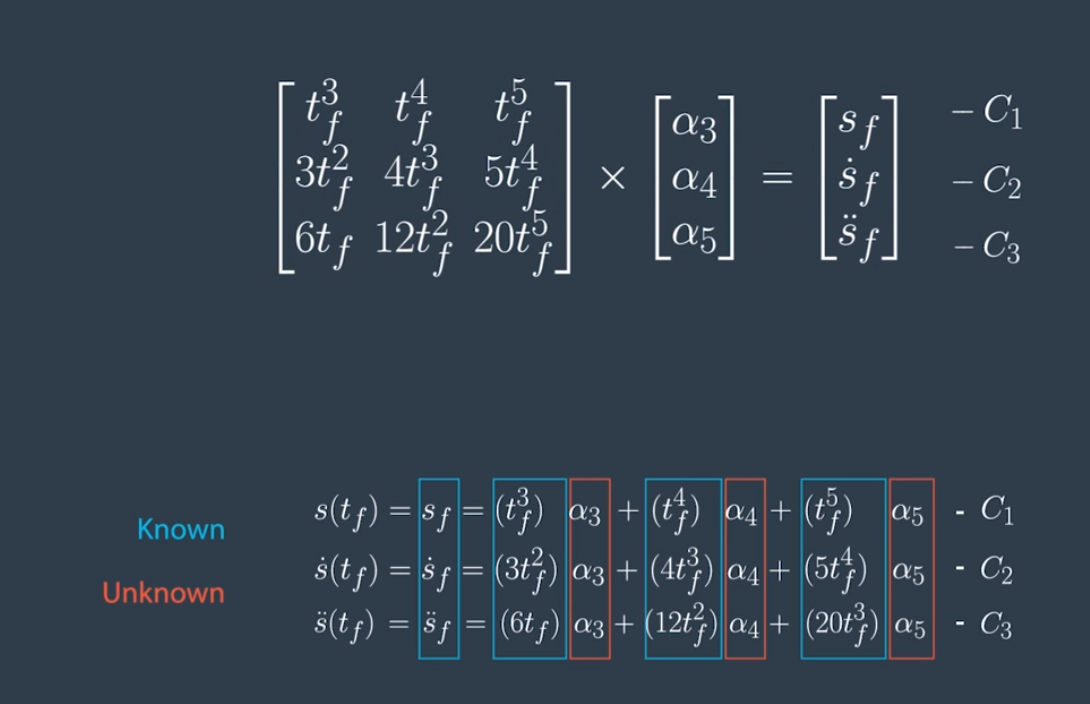 [ t_f^3 t_f^4 t_f^5 ] [ α_3 ] [ s_f ] – C_1
[ 3t_f^2 4t_f^3 5t_f^4 ] × [ α_4 ] = [ ṡ_f ] – C_2
[ 6t_f 12t_f^2 20t_f^5 ] [ α_5 ] [ s̈_f ] – C_3
s(t_f) = s_f = (t_f^3) α_3 + (t_f^4) α_4 + (t_f^5) α_5 - C_1
Known
ṡ(t_f) = ṡ_f = (3t_f^2) α_3 + (4t_f^3) α_4 + (5t_f^4) α_5 - C_2
Unknown
s̈(t_f) = s̈_f = (6t_f) α_3 + (12t_f^2) α_4 + (20t_f^3) α_5 - C_3